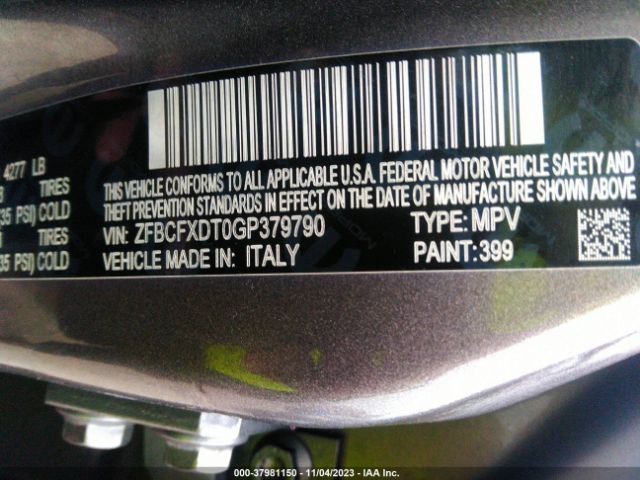 4277 LB
TIRES
35 PSI) COLD
TIRES
35 PSI) COLD
THIS VEHICLE CONFORMS TO ALL APPLICABLE U.S.A. FEDERAL MOTOR VEHICLE SAFETY AND
THEFT PREVENTION STANDARDS IN EFFECT ON THE DATE OF MANUFACTURE SHOWN ABOVE
VIN: ZFBCFXDT0GP379790 TYPE: MPV
VEHICLE MADE IN: ITALY PAINT: 399
000-37981150 - 11/04/2023 - IAA Inc.